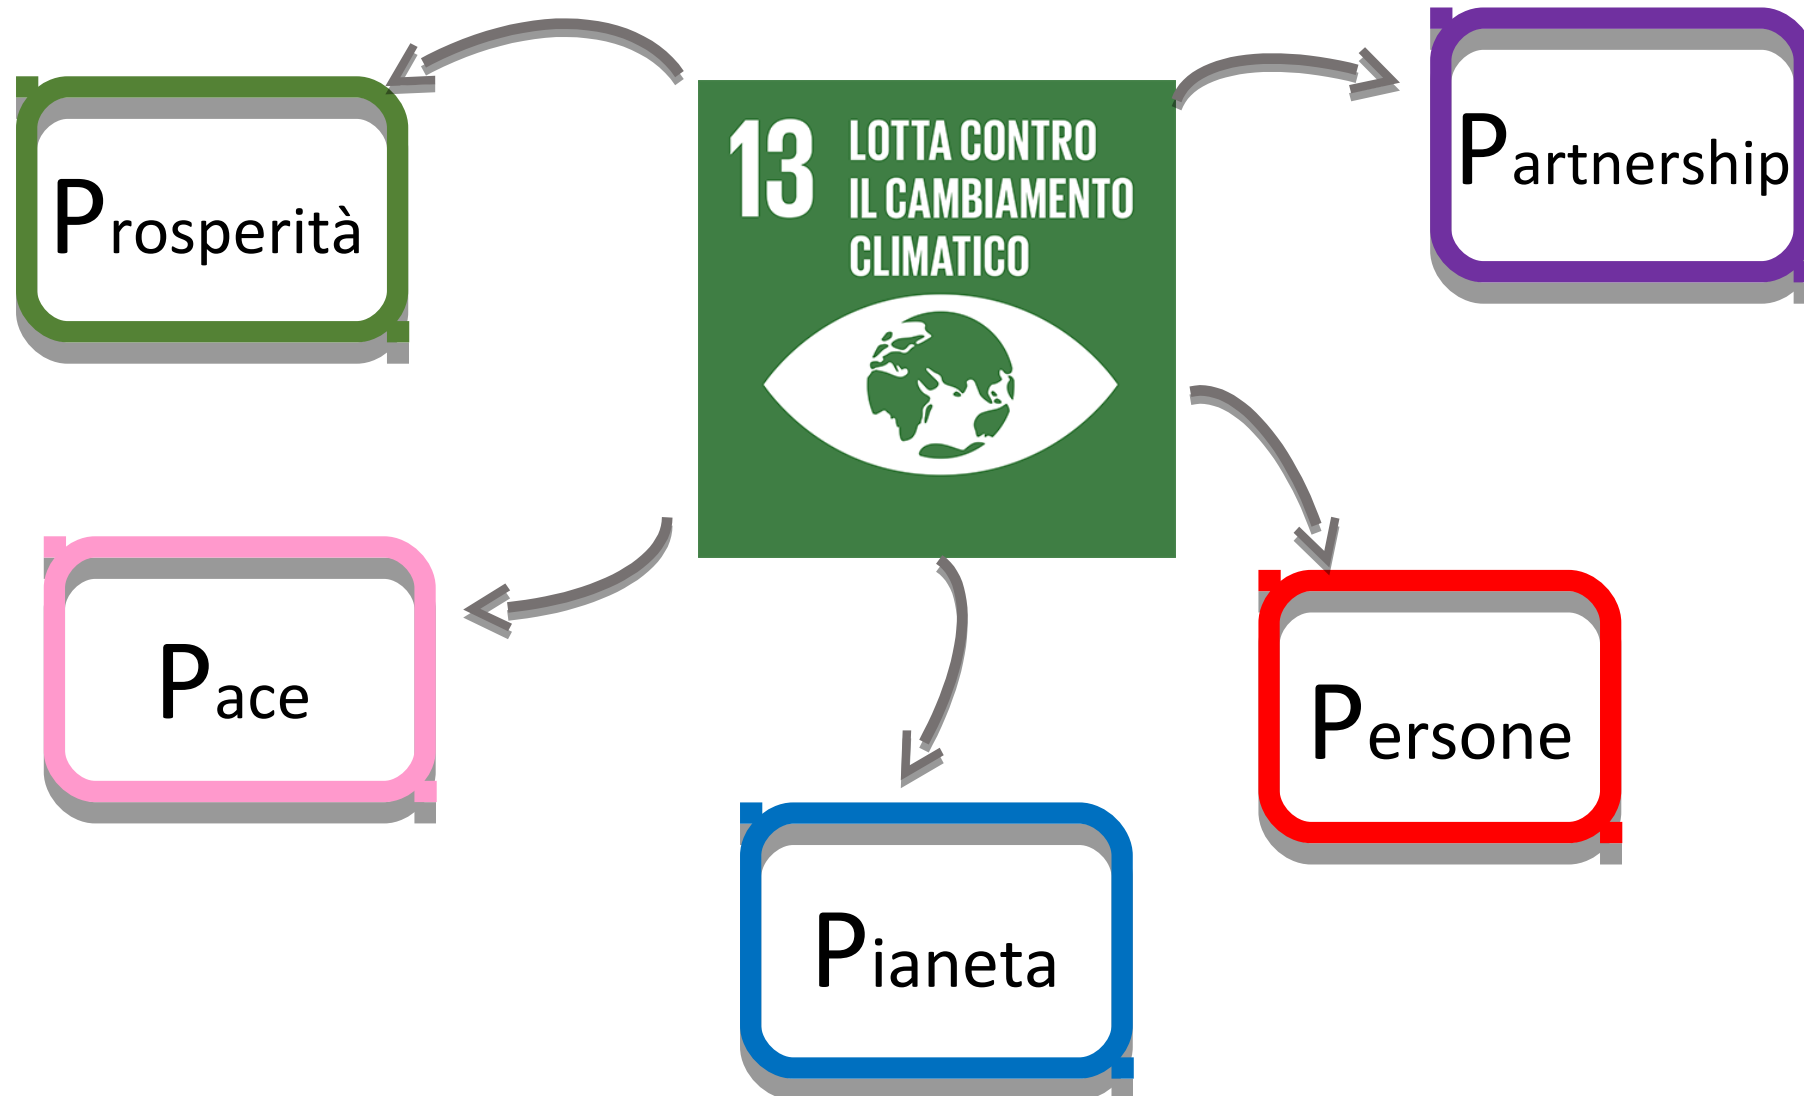 Partnership
13 LOTTA CONTRO
IL CAMBIAMENTO
CLIMATICO
Prosperità
Pace
Persone
Pianeta